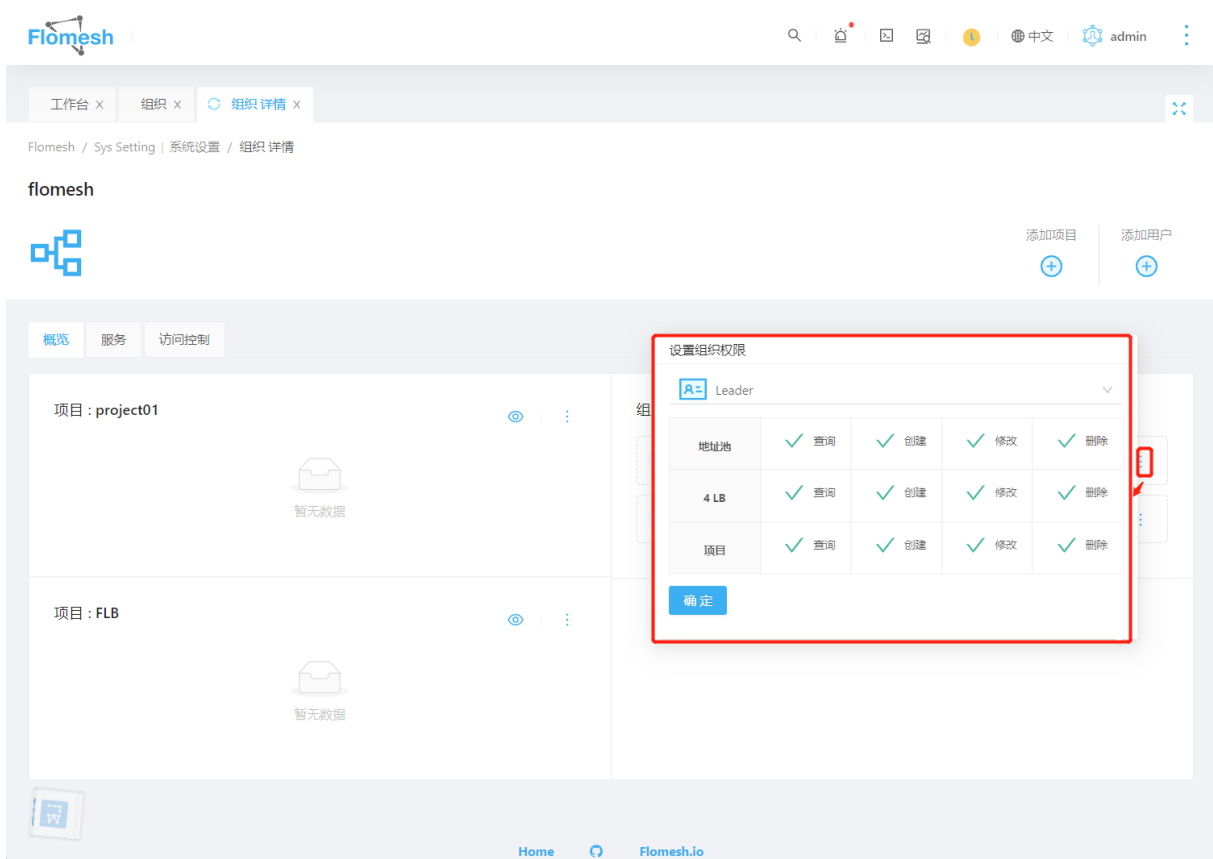 Flomesh
中文
admin
工作台 x
组织 x
组织 详情 x
Flomesh / Sys Setting | 系统设置 / 组织 详情
flomesh
添加项目
添加用户
概览
服务
访问控制
设置组织权限
Leader
项目 : project01
组
地址池 查询 创建 修改 删除
4 LB 查询 创建 修改 删除
项目 查询 创建 修改 删除
暂无数据
确 定
项目 : FLB
暂无数据
Home
Flomesh.io